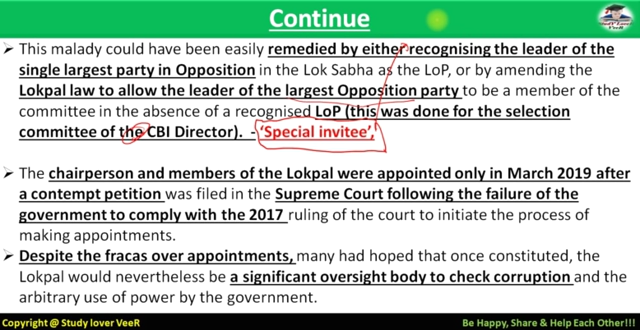 Continue
➢ This malady could have been easily remedied by either recognising the leader of the
single largest party in Opposition in the Lok Sabha as the LoP, or by amending the
Lokpal law to allow the leader of the largest Opposition party to be a member of the
committee in the absence of a recognised LoP (this was done for the selection
committee of the CBI Director). - 'Special invitee',
➢ The chairperson and members of the Lokpal were appointed only in March 2019 after
a contempt petition was filed in the Supreme Court following the failure of the
government to comply with the 2017 ruling of the court to initiate the process of
making appointments.
➢ Despite the fracas over appointments, many had hoped that once constituted, the
Lokpal would nevertheless be a significant oversight body to check corruption and the
arbitrary use of power by the government.
Copyright @ Study lover VeeR
Be Happy, Share & Help Each Other!!!